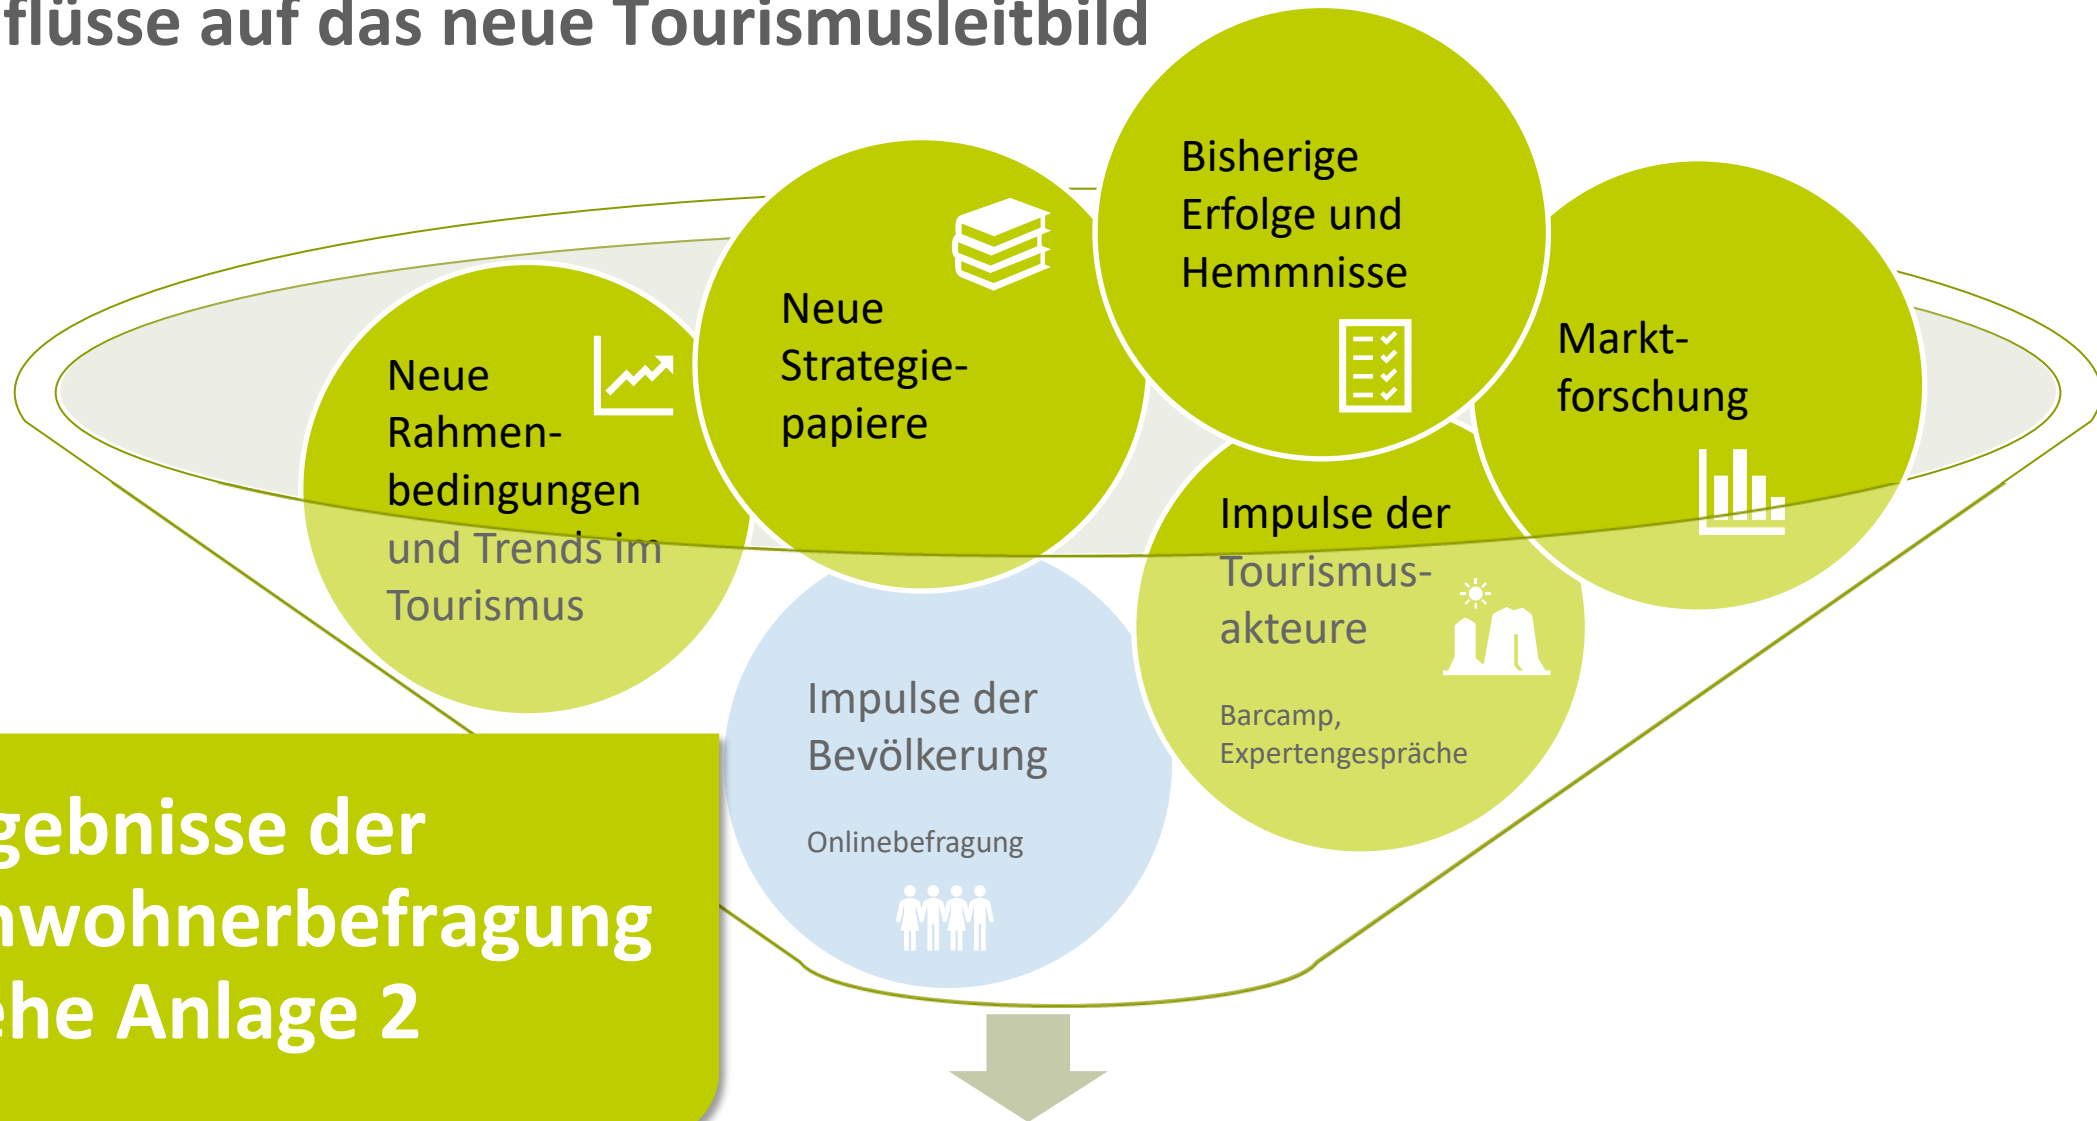 flüsse auf das neue Tourismusleitbild
Neue
Rahmen-
bedingungen
und Trends im
Tourismus
Neue
Strategie-
papiere
Bisherige
Erfolge und
Hemmnisse
Markt-
forschung
Impulse der
Tourismus-
akteure
Barcamp,
Expertengespräche
Impulse der
Bevölkerung
Onlinebefragung
gebnisse der
nwohnerbefragung
ehe Anlage 2